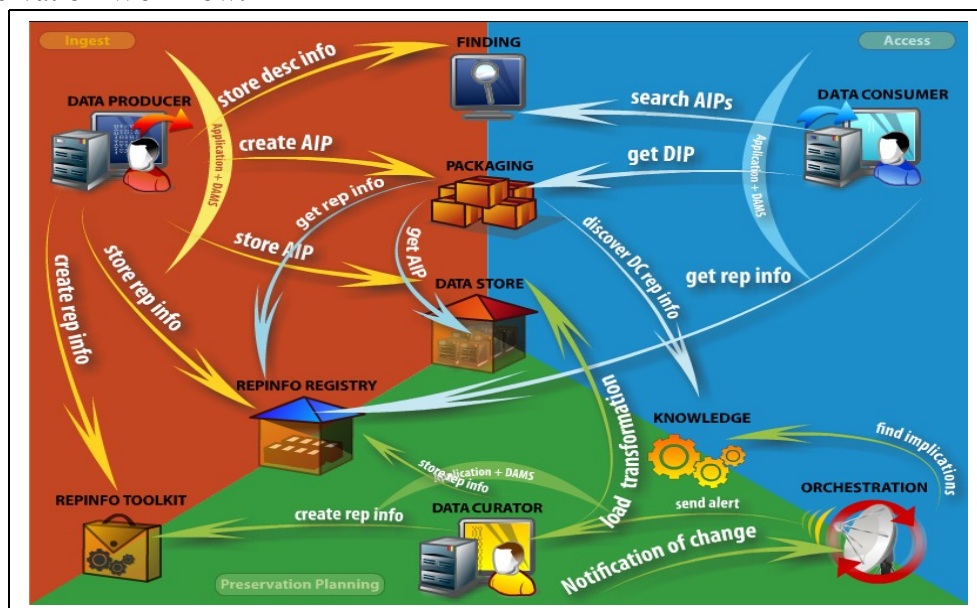 Ingest
FINDING
Access
store desc info
DATA PRODUCER
search AIPs
DATA CONSUMER
Application + DAMS
create AIP
PACKAGING
get DIP
Application + DAMS
get rep info
store AIP
get AIP
discover DC rep info
get rep info
create rep info
store rep info
DATA STORE
REPINFO REGISTRY
load transformation
KNOWLEDGE
find implications
store rep info
plication + DAMS
REPINFO TOOLKIT
create rep info
DATA CURATOR
send alert
ORCHESTRATION
Notification of change
Preservation Planning